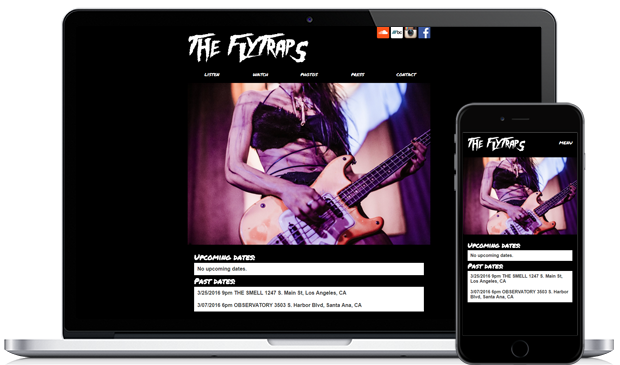 THE FLYTRAPS
LISTEN WATCH PHOTOS PRESS CONTACT
UPCOMING DATES:
No upcoming dates.
PAST DATES:
3/25/2016 9pm THE SMELL 1247 S. Main St, Los Angeles, CA
3/07/2016 6pm OBSERVATORY 3503 S. Harbor Blvd, Santa Ana, CA
THE FLYTRAPS MENU
UPCOMING DATES:
No upcoming dates.
PAST DATES:
3/25/2016 9pm THE SMELL 1247 S. Main St,
Los Angeles, CA
3/07/2016 6pm OBSERVATORY 3503 S. Harbor
Blvd, Santa Ana, CA